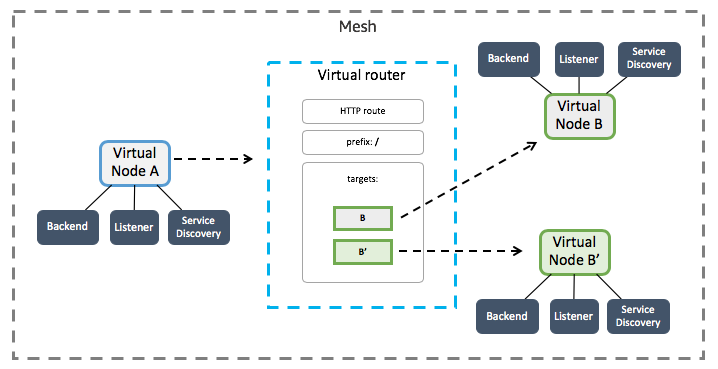 Mesh
Virtual router
HTTP route
prefix: /
targets:
B
B’
Virtual
Node A
Backend
Listener
Service
Discovery
Backend
Listener
Service
Discovery
Virtual
Node B
Virtual
Node B’
Backend
Listener
Service
Discovery